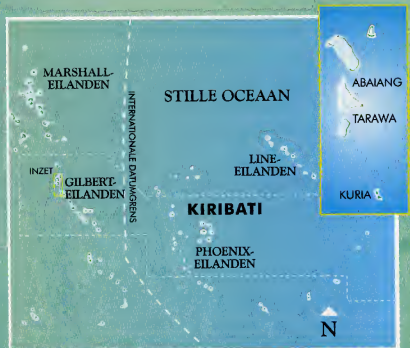 MARSHALL-
EILANDEN
STILLE OCEAAN
INTERNATIONALE DATUMGRENS
INZET
GILBERT-
EILANDEN
LINE-
EILANDEN
KIRIBATI
PHOENIX-
EILANDEN
N
ABAIANG
TARAWA
KURIA